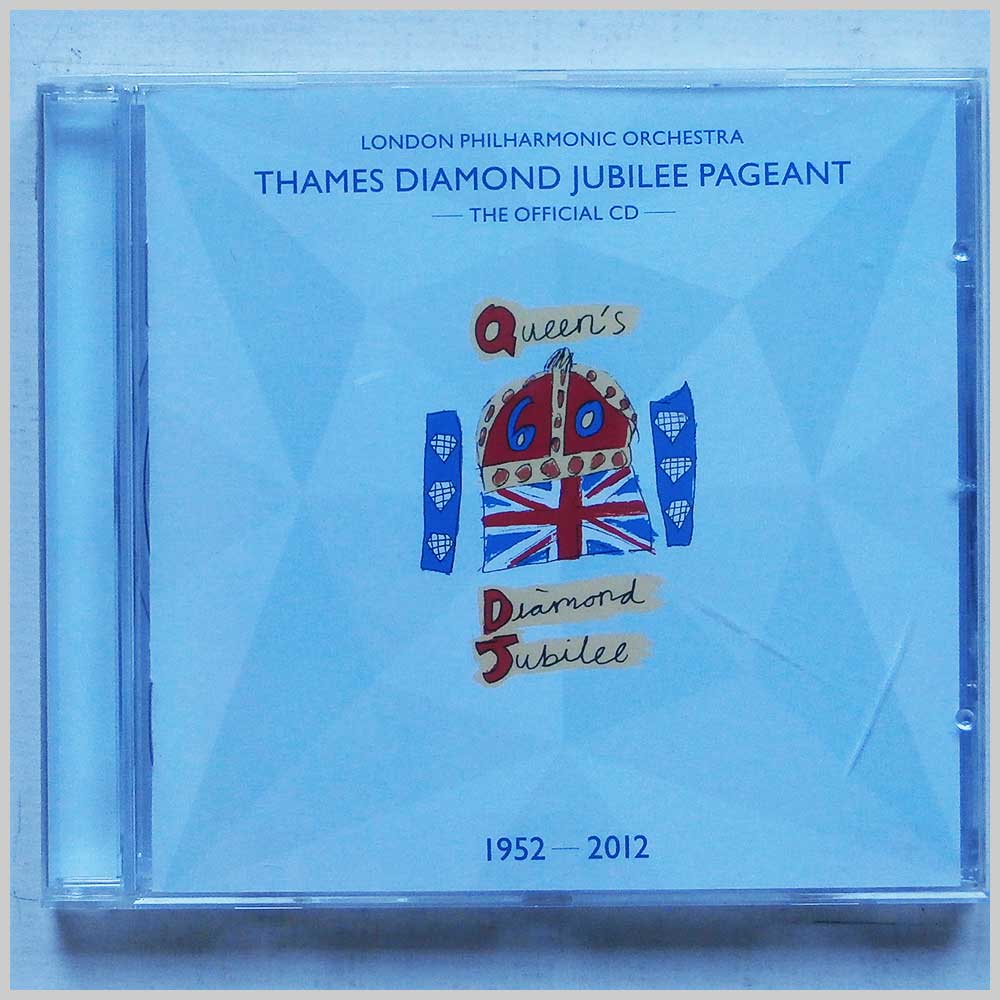 LONDON PHILHARMONIC ORCHESTRA
THAMES DIAMOND JUBILEE PAGEANT
— THE OFFICIAL CD —
Queen's
60
Diamond
Jubilee
1952 — 2012